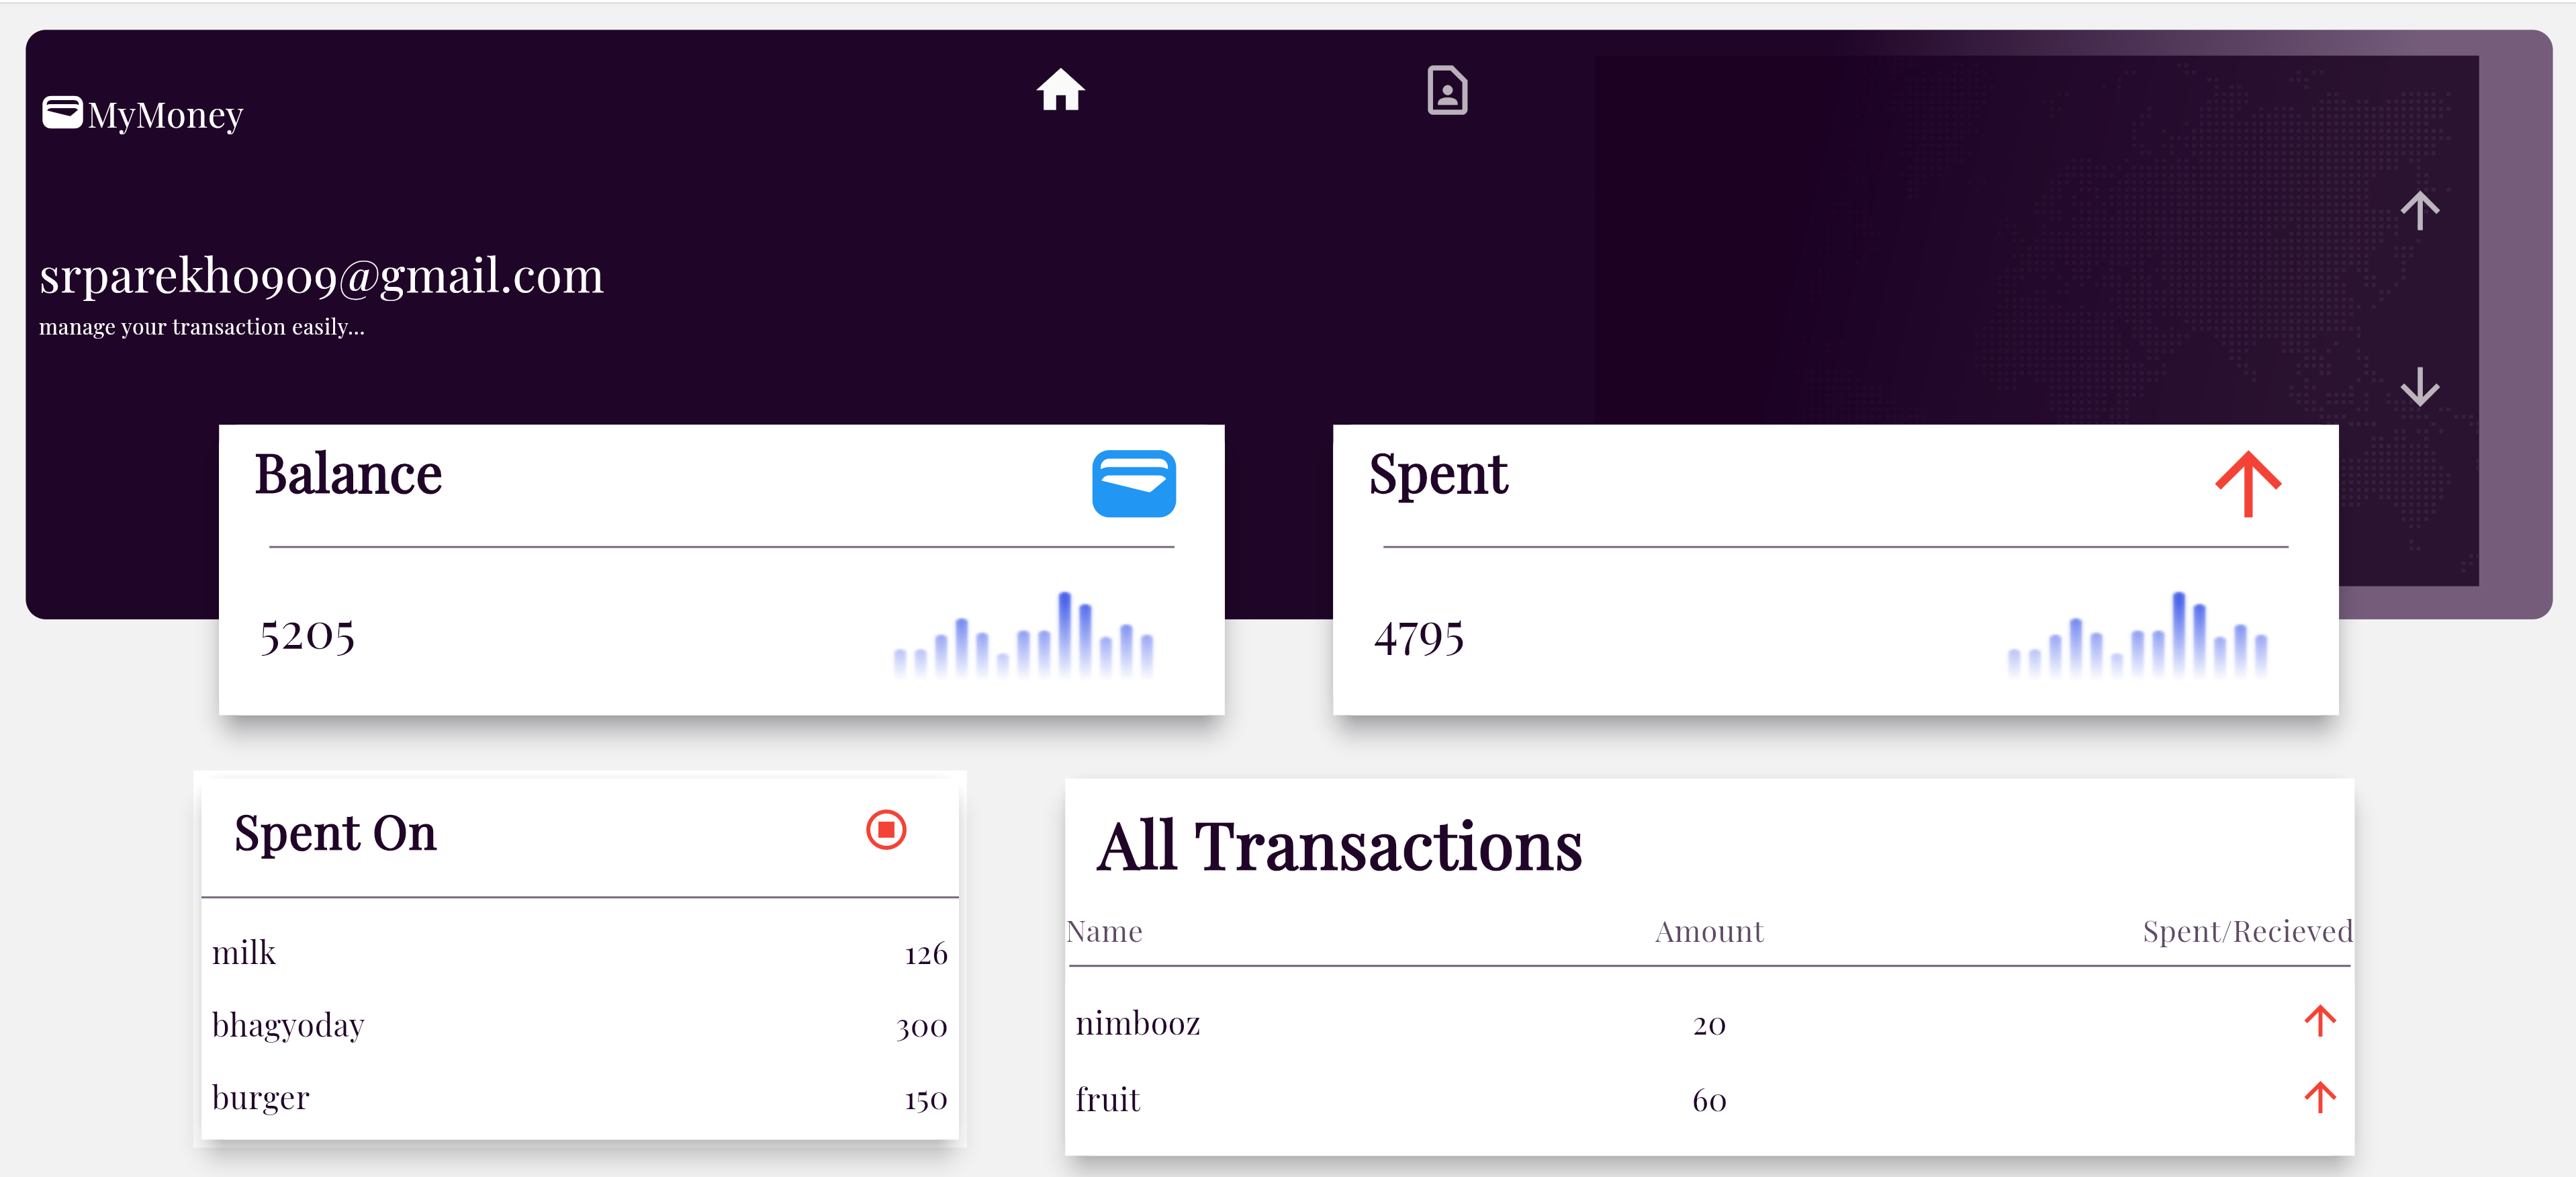 MyMoney
srparekh0909@gmail.com
manage your transaction easily...
Balance
5205
Spent
4795
Spent On
milk 126
bhagyoday 300
burger 150
All Transactions
Name Amount Spent/Recieved
nimbooz 20
fruit 60